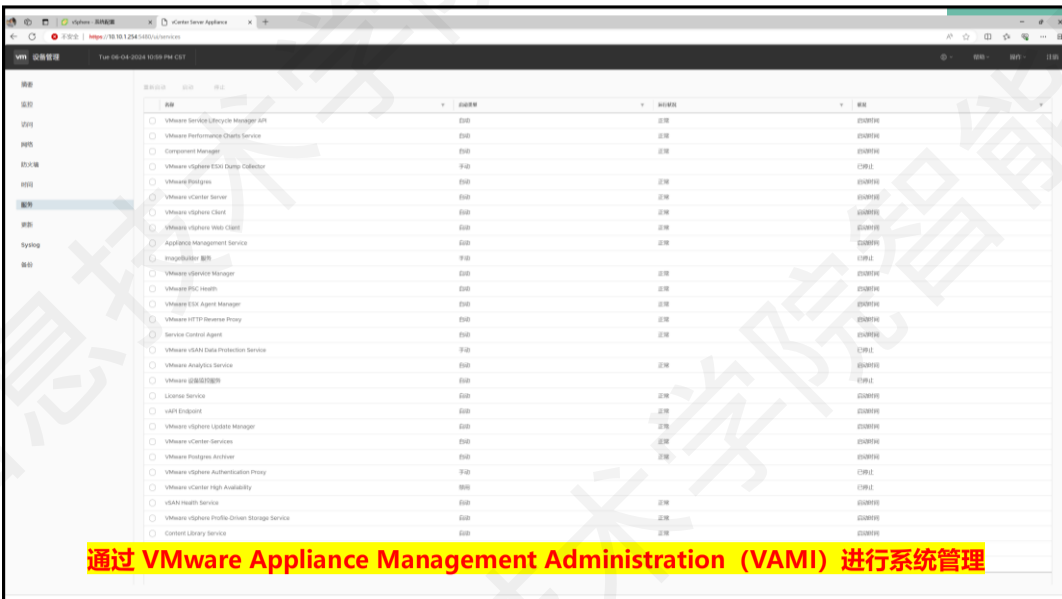 vSphere - 系统配置
vCenter Server Appliance
不安全 https://10.10.1.254:5480/ui/services
vm 设备管理 Tue 06-04-2024 10:59 PM CST 帮助 操作 注销
摘要
监控
访问
网络
防火墙
时间
服务
更新
Syslog
备份
重新启动 启动 停止
名称 启动类型 运行状况 状况
VMware Service Lifecycle Manager API 自动 正常 已启动
VMware Performance Charts Service 自动 正常 已启动
Component Manager 自动 正常 已启动
VMware vSphere ESXi Dump Collector 手动 已停止
VMware Postgres 自动 正常 已启动
VMware vCenter Server 自动 正常 已启动
VMware vSphere Client 自动 正常 已启动
VMware vSphere Web Client 自动 正常 已启动
Appliance Management Service 自动 正常 已启动
ImageBuilder 服务 手动 已停止
VMware vService Manager 自动 正常 已启动
VMware PSC Health 自动 正常 已启动
VMware ESX Agent Manager 自动 正常 已启动
VMware HTTP Reverse Proxy 自动 正常 已启动
Service Control Agent 自动 正常 已启动
VMware vSAN Data Protection Service 手动 已停止
VMware Analytics Service 自动 正常 已启动
VMware 设备监控服务 自动 已停止
License Service 自动 正常 已启动
vAPI Endpoint 自动 正常 已启动
VMware vSphere Update Manager 自动 正常 已启动
VMware vCenter-Services 自动 正常 已启动
VMware Postgres Archiver 自动 正常 已启动
VMware vSphere Authentication Proxy 手动 已停止
VMware vCenter High Availability 禁用 已停止
vSAN Health Service 自动 正常 已启动
VMware vSphere Profile-Driven Storage Service 自动 正常 已启动
Content Library Service 自动 正常 已启动
通过 VMware Appliance Management Administration（VAMI）进行系统管理